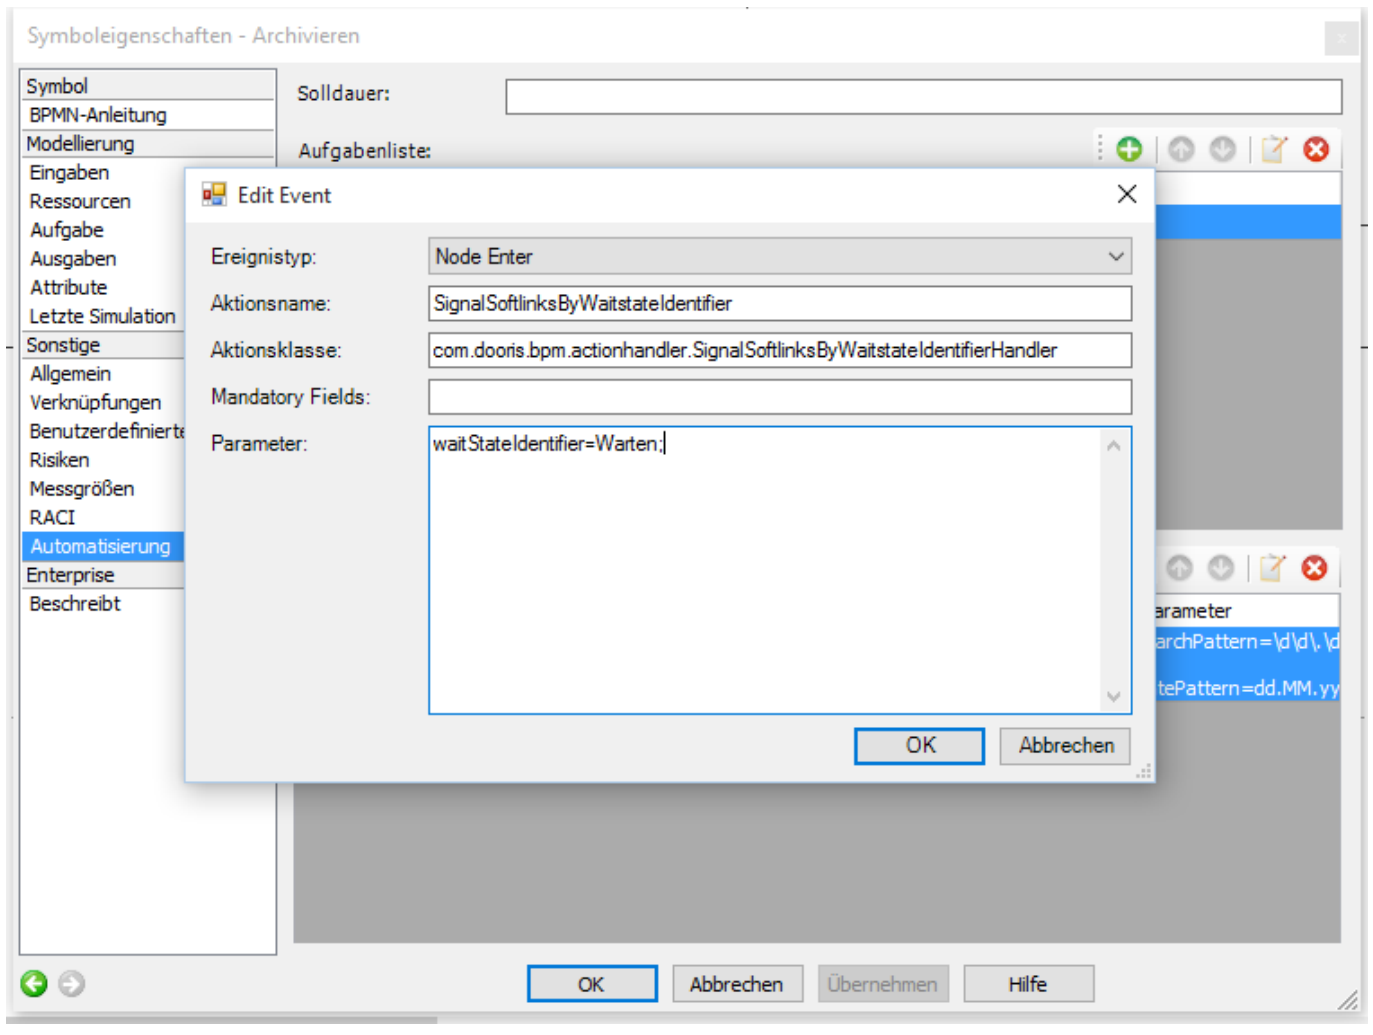 Symboleigenschaften - Archivieren
x
Symbol
BPMN-Anleitung
Modellierung
Eingaben
Ressourcen
Aufgabe
Ausgaben
Attribute
Letzte Simulation
Sonstige
Allgemein
Verknüpfungen
Benutzerdefinierte
Risiken
Messgrößen
RACI
Automatisierung
Enterprise
Beschreibt
Solldauer:
Aufgabenliste:
Edit Event
Ereignistyp: Node Enter
Aktionsname: SignalSoftlinksByWaitstateIdentifier
Aktionsklasse: com.dooris.bpm.actionhandler.SignalSoftlinksByWaitstateIdentifierHandler
Mandatory Fields:
Parameter: waitStateIdentifier=Warten;
OK Abbrechen
arameter
archPattern=\d\d\.\d
tePattern=dd.MM.yy
OK Abbrechen Übernehmen Hilfe